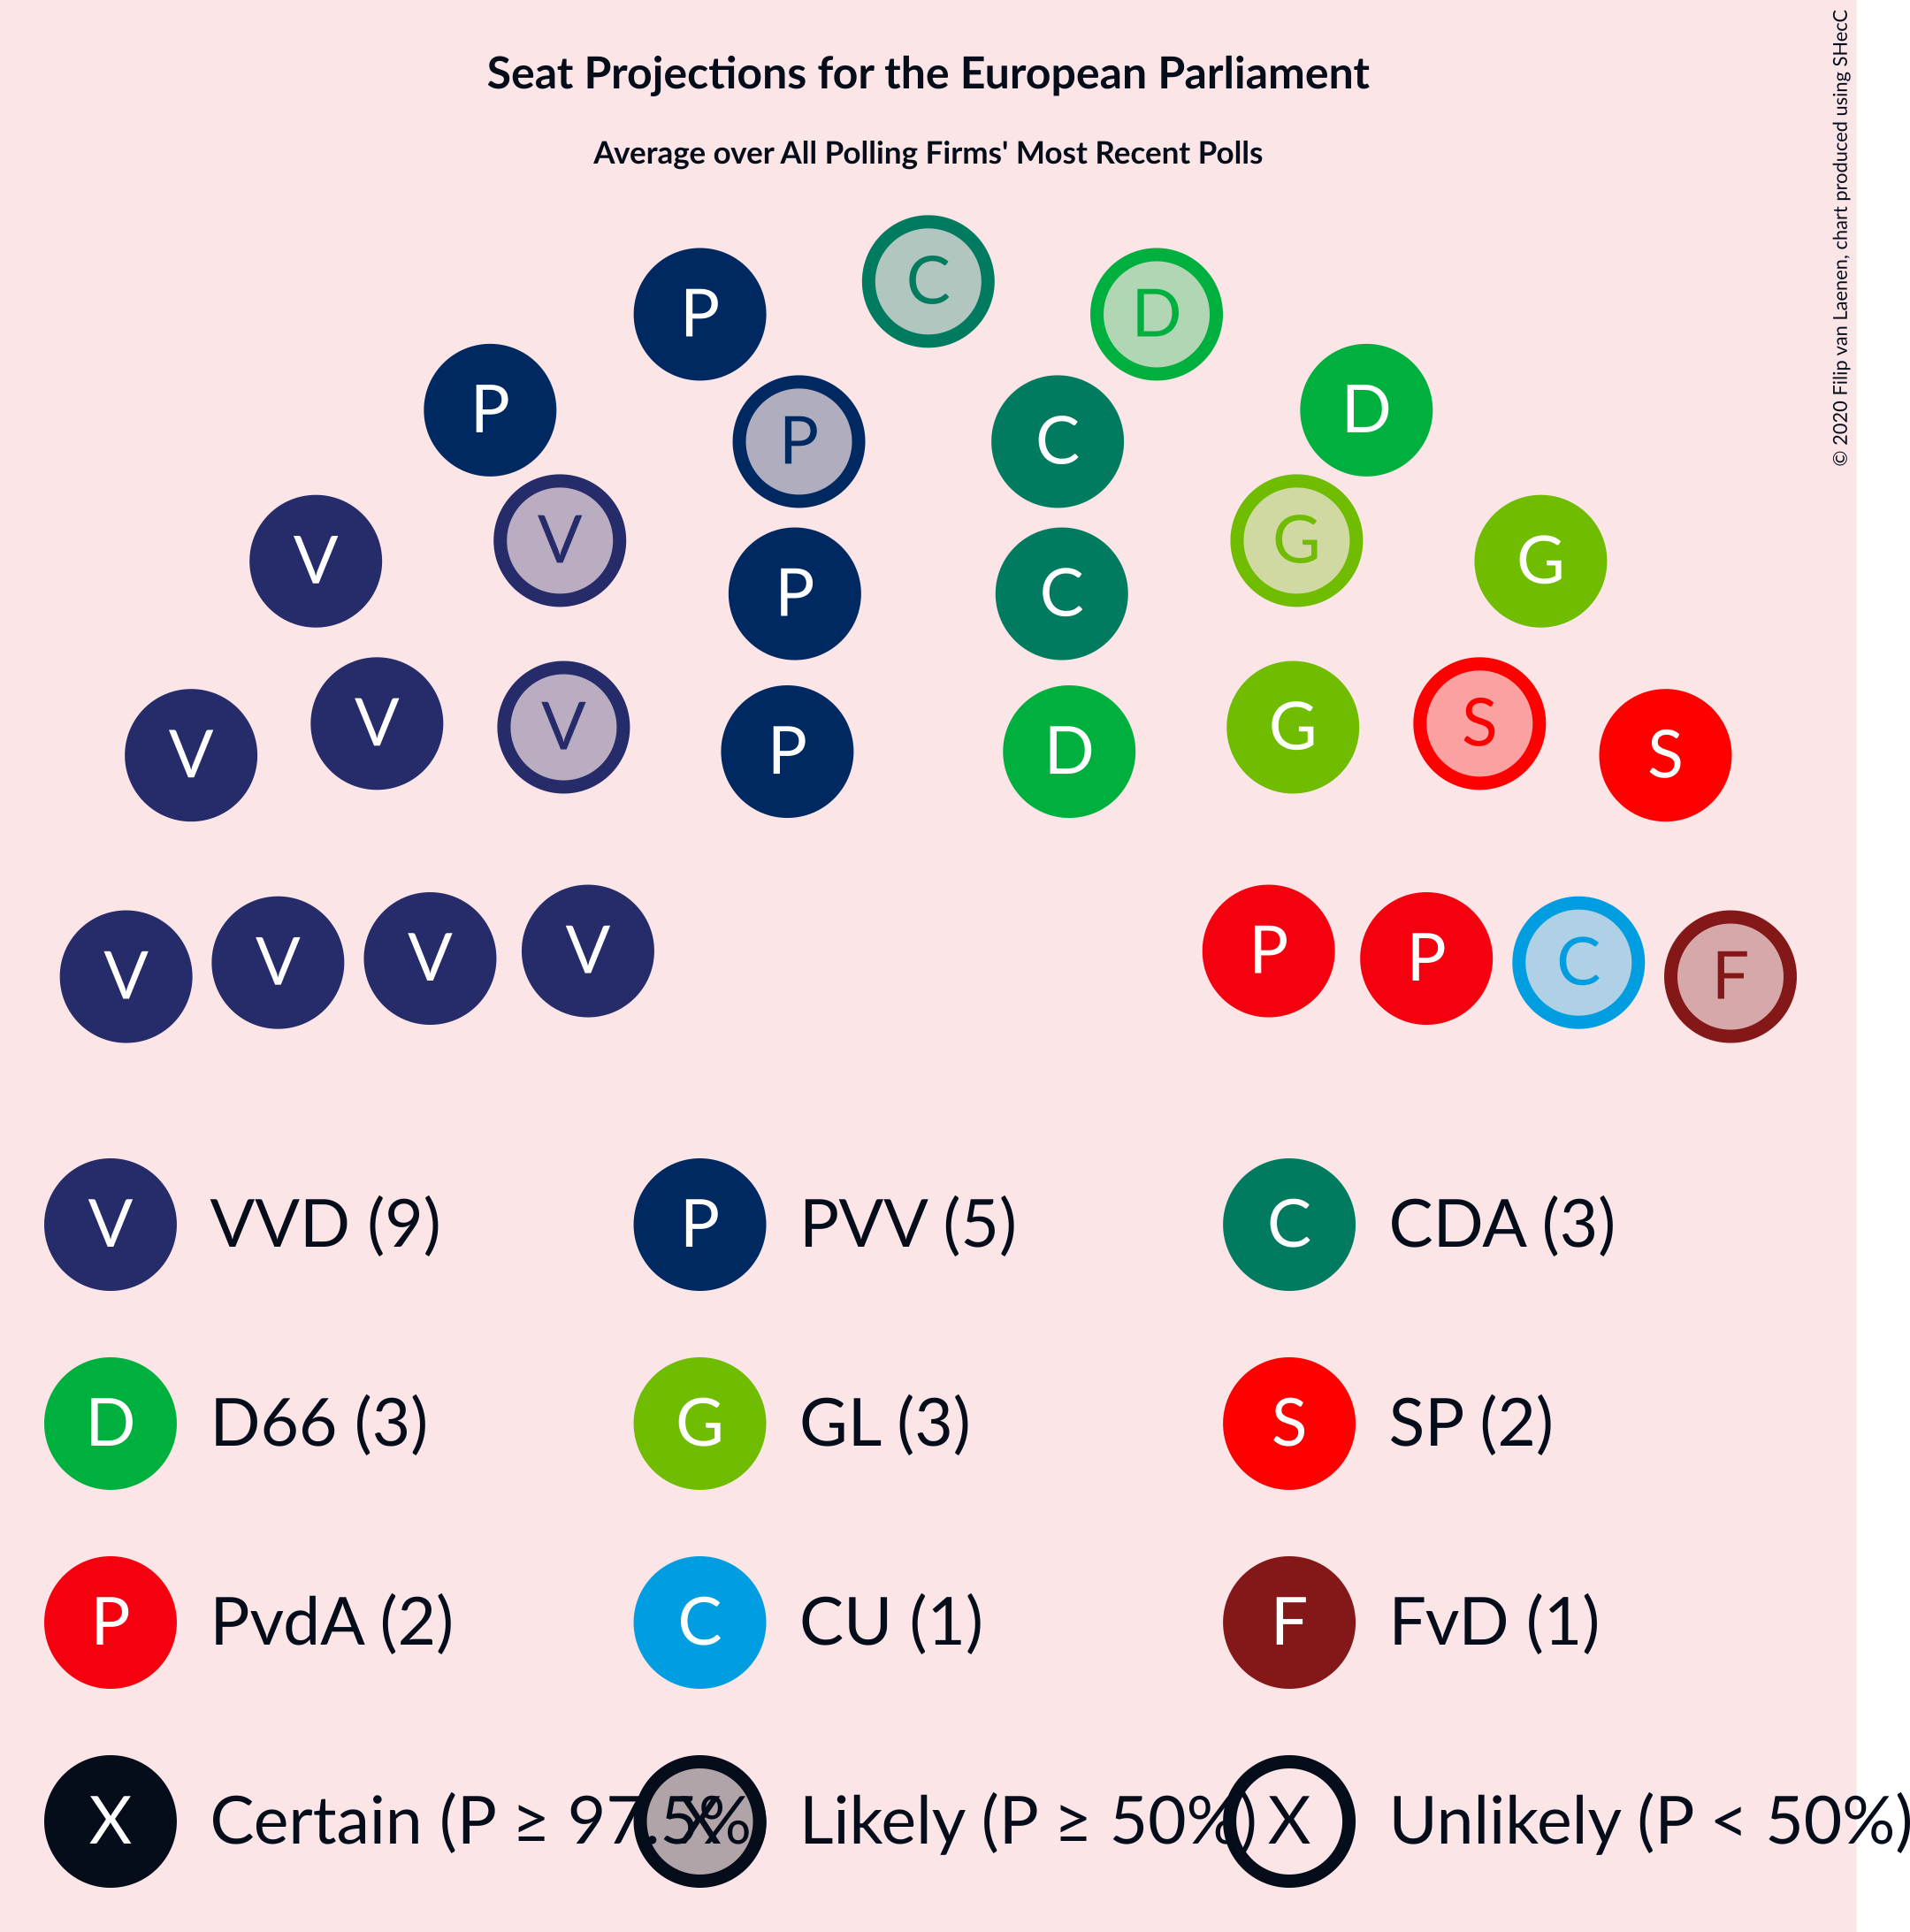 Seat Projections for the European Parliament
Average over All Polling Firms' Most Recent Polls
© 2020 Filip van Laenen, chart produced using SHecC
C
P D
P D
P C
V G
V G
P C
V S
V V G S
P D
V P
V C
V P
V F
V VVD (9) P PVV (5) C CDA (3)
D D66 (3) G GL (3) S SP (2)
P PvdA (2) C CU (1) F FvD (1)
X Certain (P ≥ 97.5% X Likely (P ≥ 50%) X Unlikely (P < 50%)